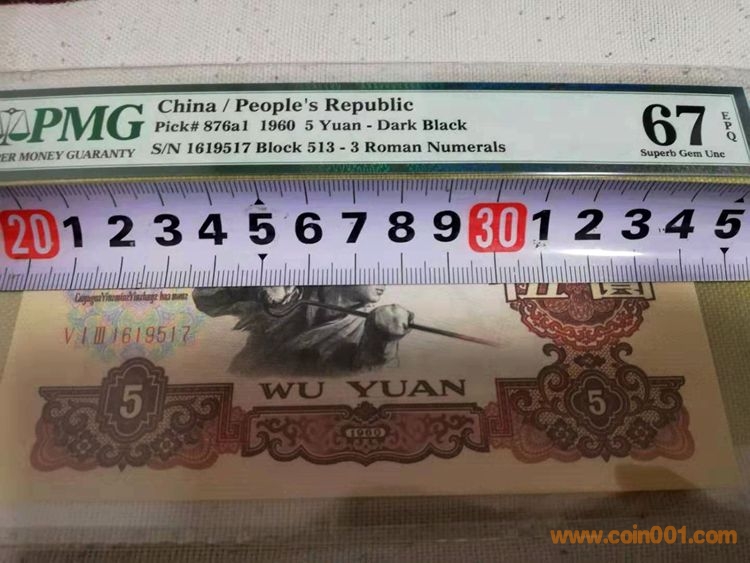 PMG
PER MONEY GUARANTY
China / People's Republic
Pick# 876a1 1960 5 Yuan - Dark Black
S/N 1619517 Block 513 - 3 Roman Numerals
67
EPQ
Superb Gem Unc
20 1 2 3 4 5 6 7 8 9 30 1 2 3 4 5
V I III 1619517
WU YUAN
5
1960
5
www.coin001.com